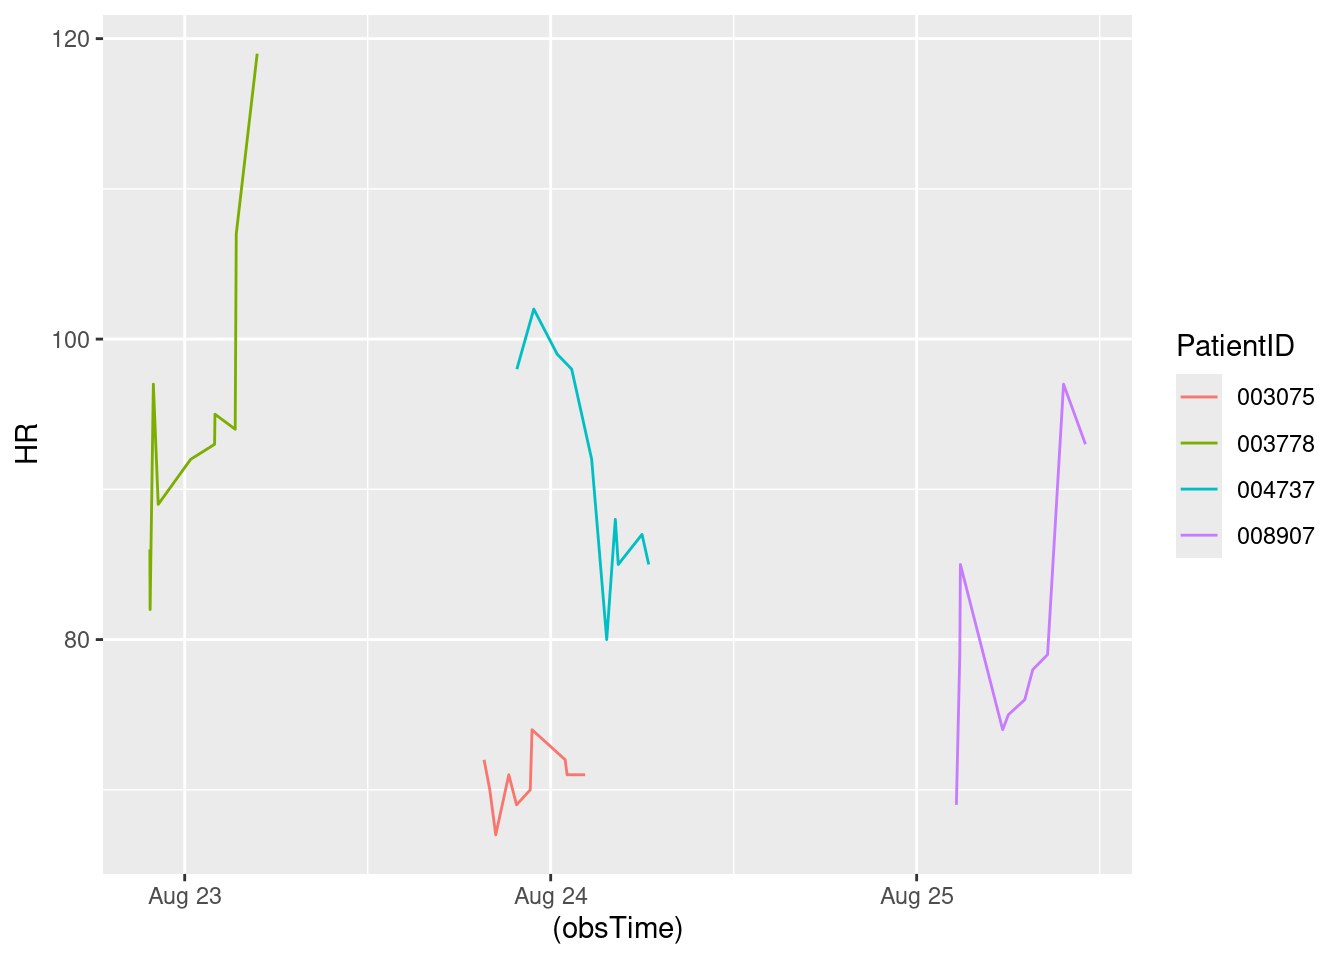 120
100
80
HR
Aug 23
Aug 24
Aug 25
(obsTime)
PatientID
003075
003778
004737
008907